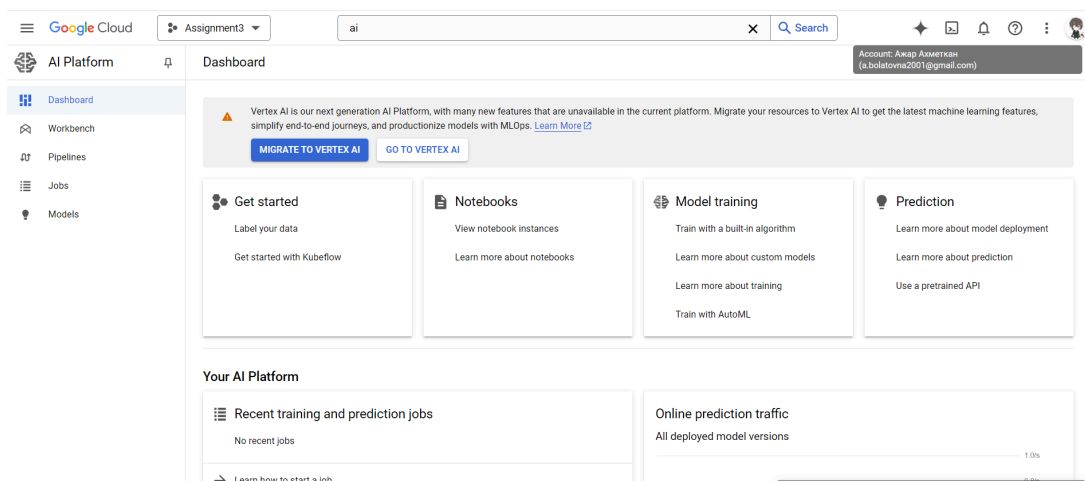 Google Cloud
Assignment3
ai
Search
Account: Ажар Ахметкан
(a.bolatovna2001@gmail.com)
AI Platform
Dashboard
Workbench
Pipelines
Jobs
Models
Dashboard
Vertex AI is our next generation AI Platform, with many new features that are unavailable in the current platform. Migrate your resources to Vertex AI to get the latest machine learning features,
simplify end-to-end journeys, and productionize models with MLOps. Learn More
MIGRATE TO VERTEX AI
GO TO VERTEX AI
Get started
Label your data
Get started with Kubeflow
Notebooks
View notebook instances
Learn more about notebooks
Model training
Train with a built-in algorithm
Learn more about custom models
Learn more about training
Train with AutoML
Prediction
Learn more about model deployment
Learn more about prediction
Use a pretrained API
Your AI Platform
Recent training and prediction jobs
No recent jobs
Learn how to start a job
Online prediction traffic
All deployed model versions
1.0/s